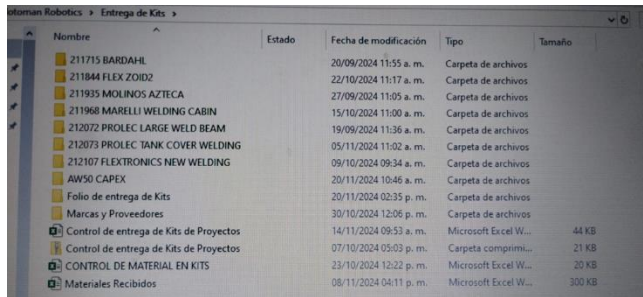 otoman Robotics > Entrega de Kits >
Nombre Estado Fecha de modificación Tipo Tamaño
211715 BARDAHL 20/09/2024 11:55 a. m. Carpeta de archivos
211844 FLEX ZOID2 22/10/2024 11:17 a. m. Carpeta de archivos
211935 MOLINOS AZTECA 27/09/2024 11:05 a. m. Carpeta de archivos
211968 MARELLI WELDING CABIN 15/10/2024 11:00 a. m. Carpeta de archivos
212072 PROLEC LARGE WELD BEAM 19/09/2024 11:36 a. m. Carpeta de archivos
212073 PROLEC TANK COVER WELDING 05/11/2024 11:02 a. m. Carpeta de archivos
212107 FLEXTRONICS NEW WELDING 09/10/2024 09:34 a. m. Carpeta de archivos
AW50 CAPEX 20/11/2024 10:46 a. m. Carpeta de archivos
Folio de entrega de Kits 20/11/2024 02:35 p. m. Carpeta de archivos
Marcas y Proveedores 30/10/2024 12:06 p. m. Carpeta de archivos
Control de entrega de Kits de Proyectos 14/11/2024 09:53 a. m. Microsoft Excel W... 44 KB
Control de entrega de Kits de Proyectos 07/10/2024 05:03 p. m. Carpeta comprimi... 21 KB
CONTROL DE MATERIAL EN KITS 23/10/2024 12:22 p. m. Microsoft Excel W... 20 KB
Materiales Recibidos 08/11/2024 04:11 p. m. Microsoft Excel W... 300 KB